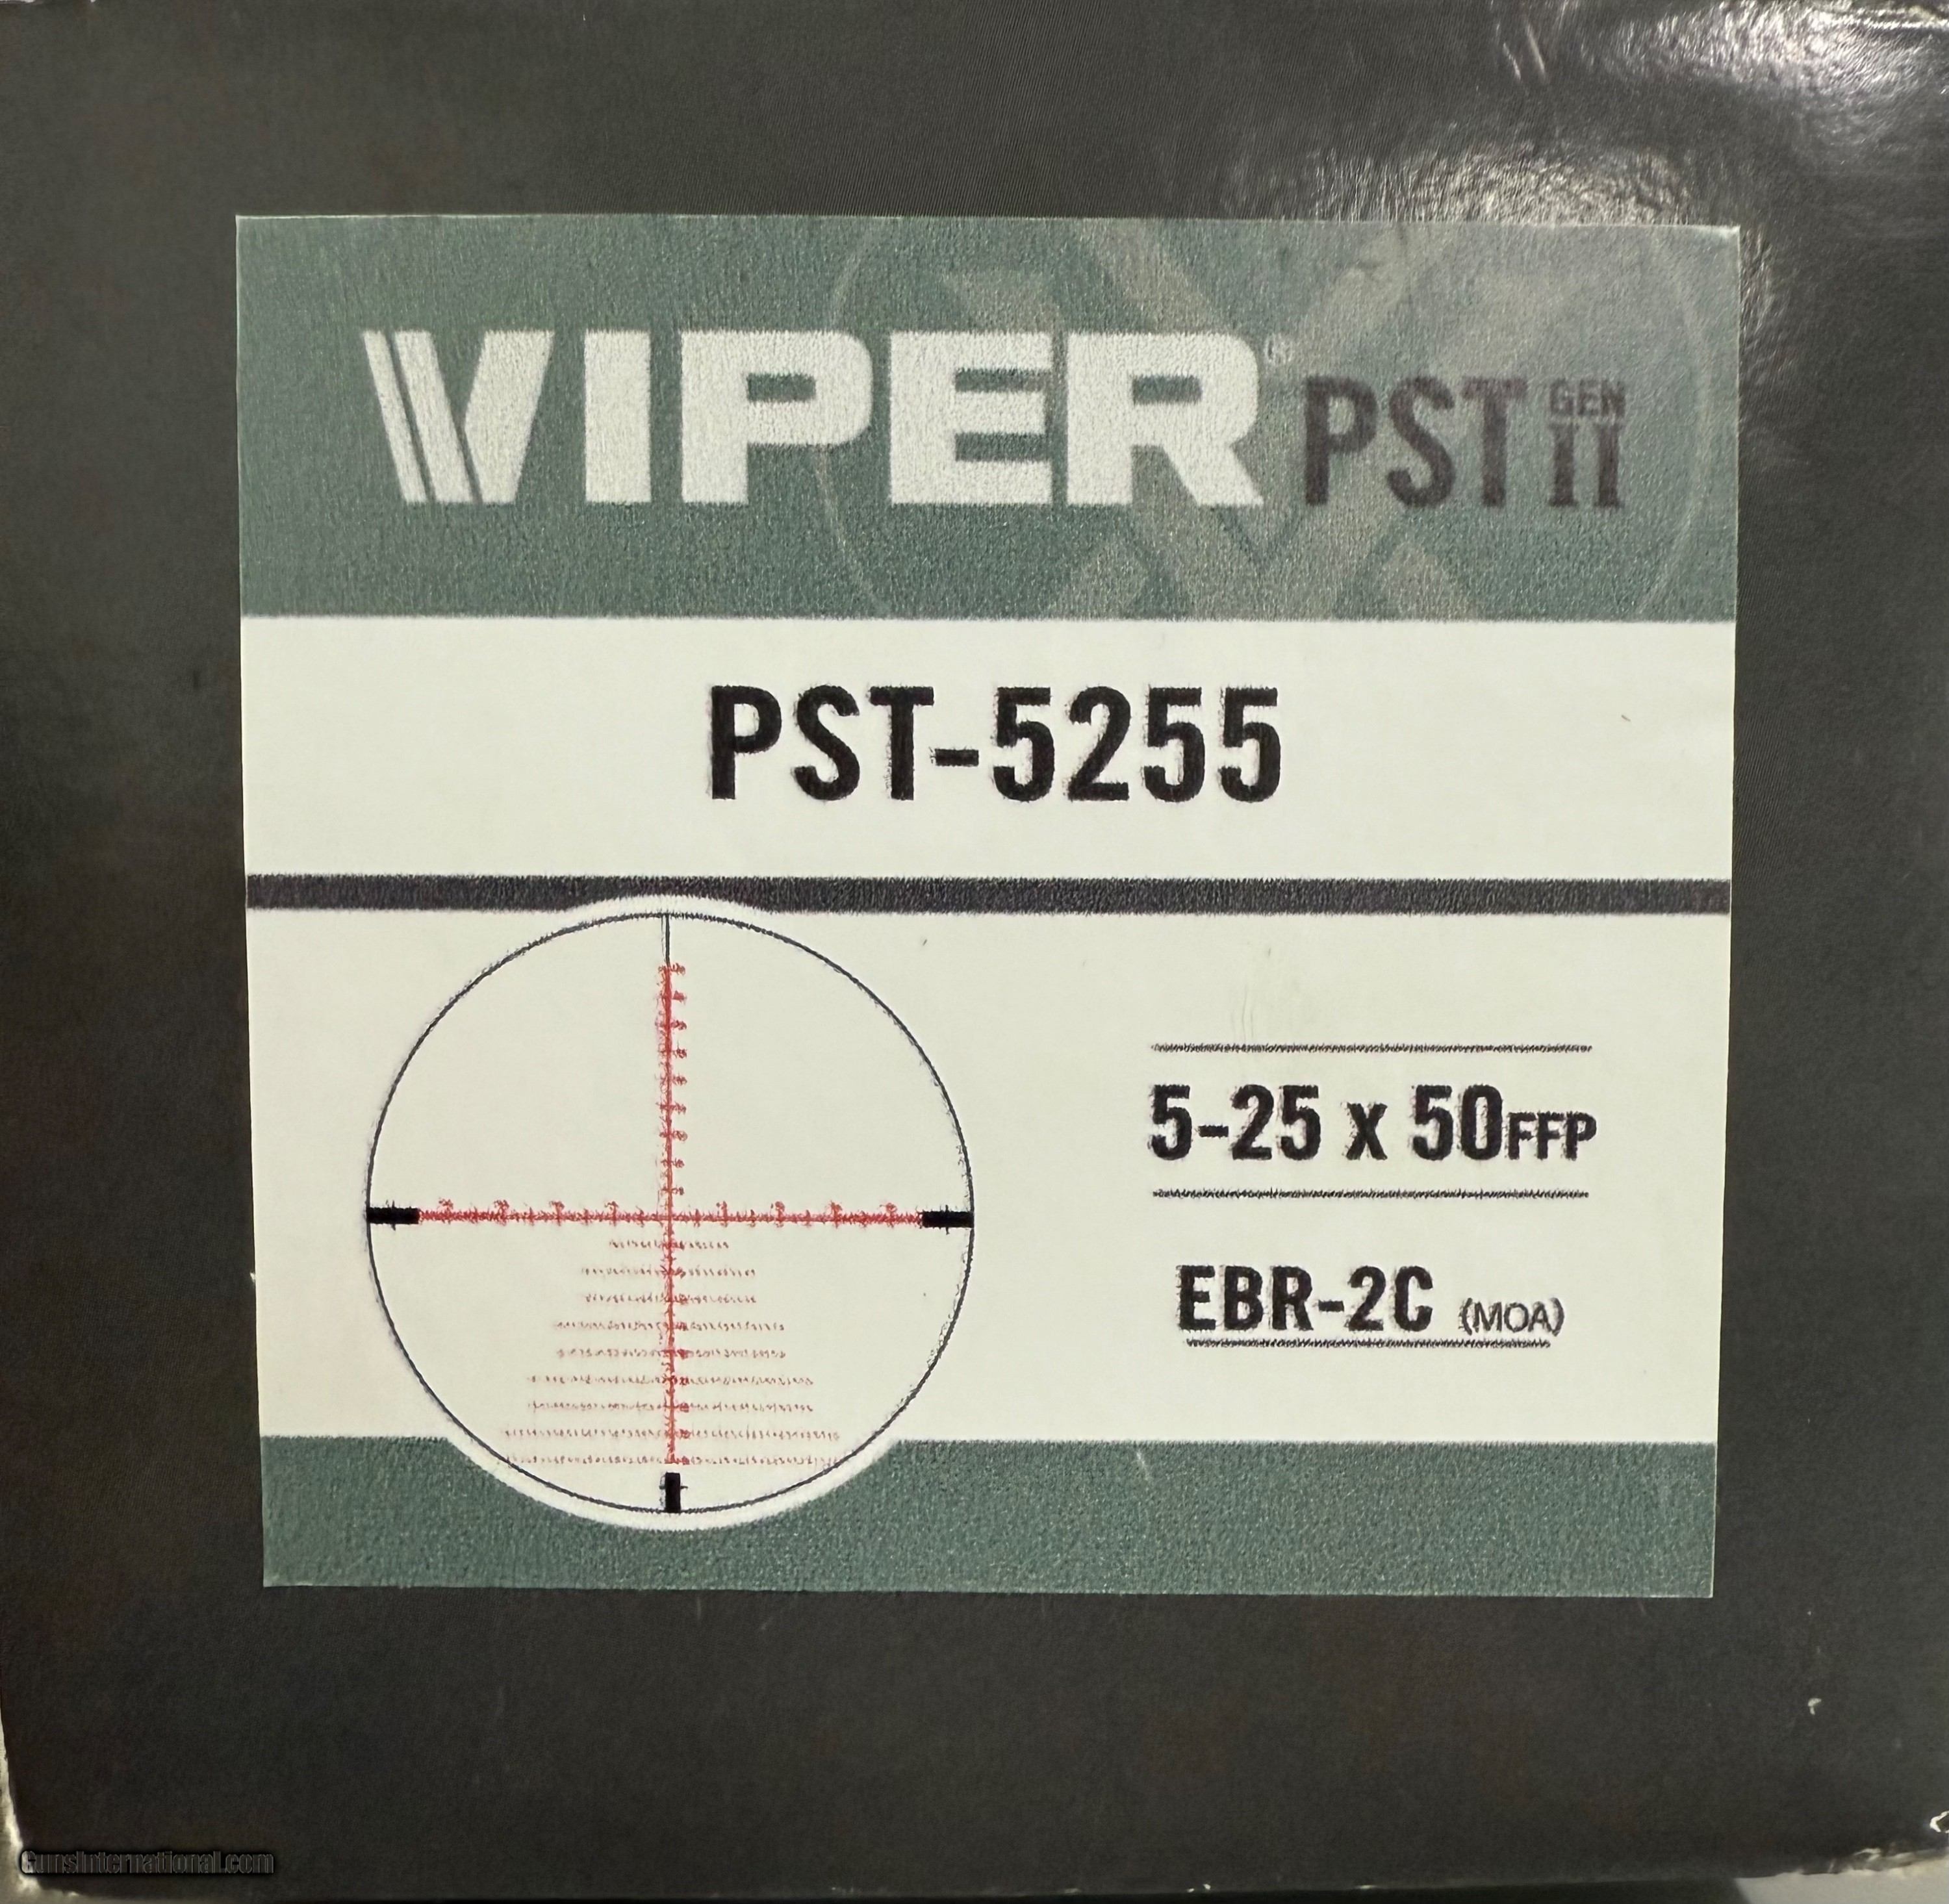 VIPER® PST GEN II
PST-5255
5-25 x 50FFP
EBR-2C (MOA)
GunsInternational.com